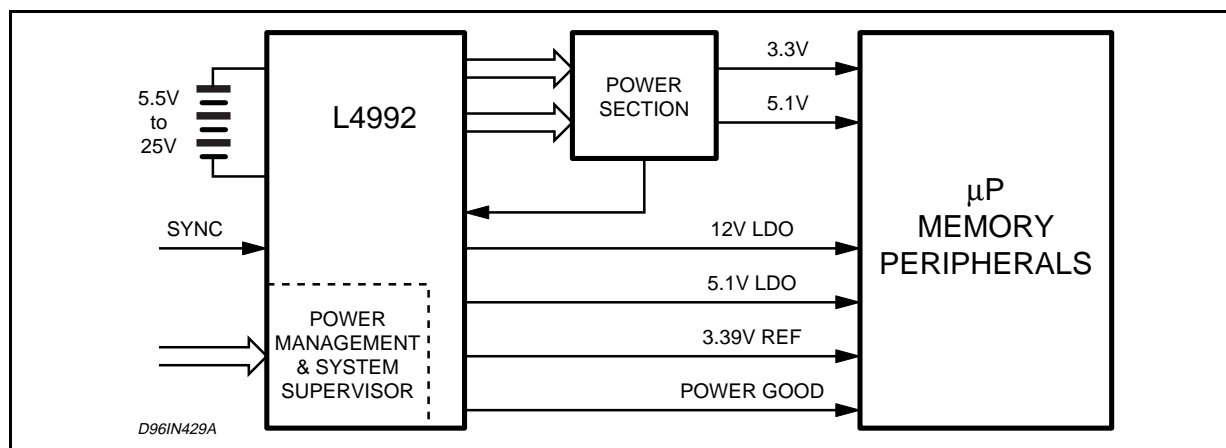 5.5V
to
25V
SYNC
L4992
POWER
MANAGEMENT
& SYSTEM
SUPERVISOR
POWER
SECTION
3.3V
5.1V
12V LDO
5.1V LDO
3.39V REF
POWER GOOD
μP
MEMORY
PERIPHERALS
D96IN429A